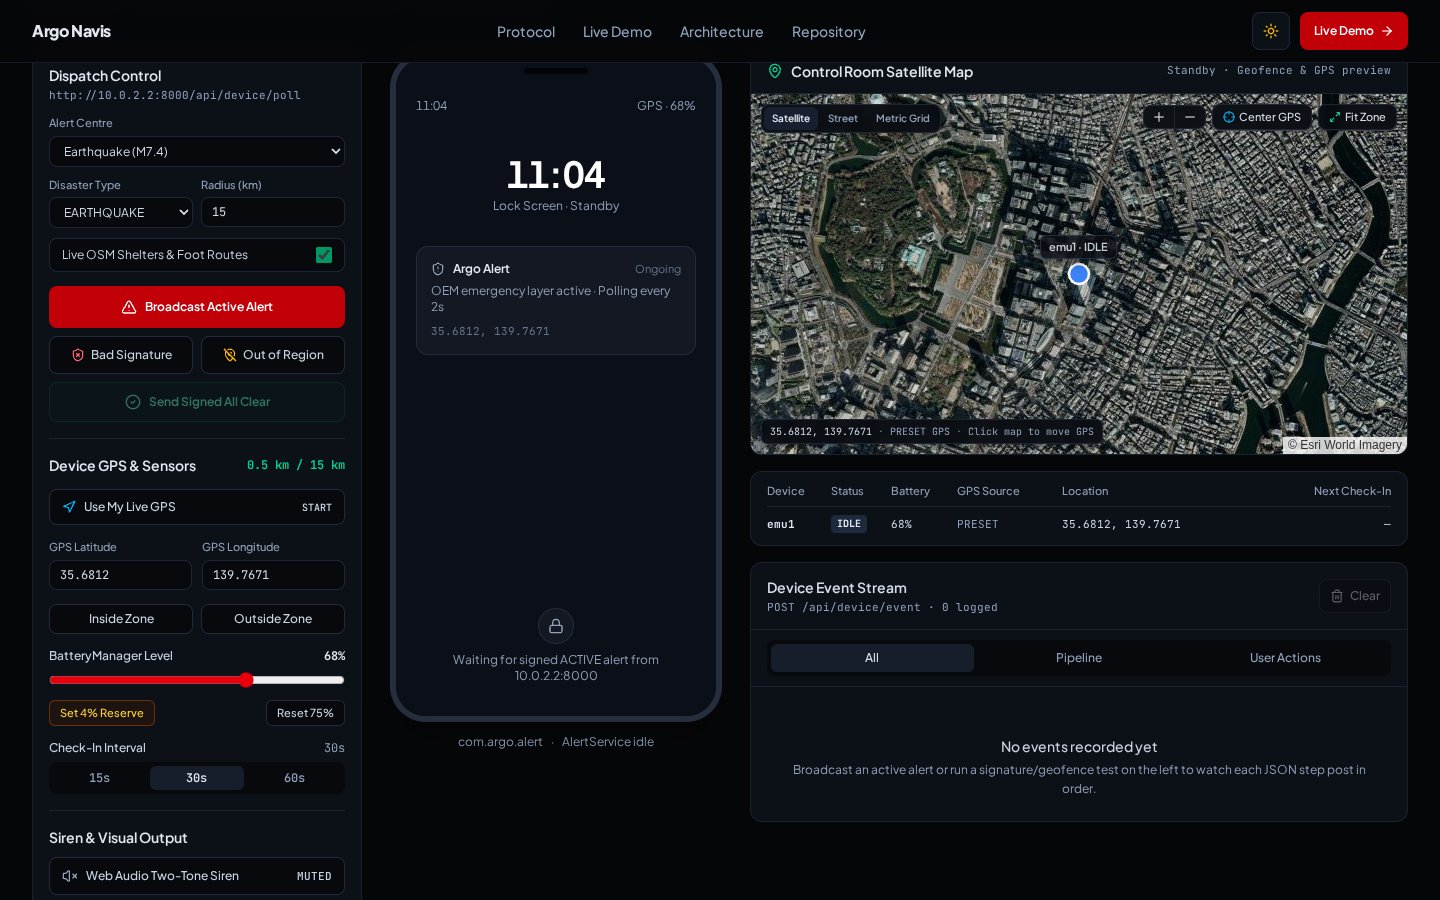 Argo Navis
Protocol
Live Demo
Architecture
Repository
Live Demo
Dispatch Control
http://10.0.2.2:8000/api/device/poll
Alert Centre
Earthquake (M7.4)
Disaster Type
Radius (km)
EARTHQUAKE
15
Live OSM Shelters & Foot Routes
Broadcast Active Alert
Bad Signature
Out of Region
Send Signed All Clear
Device GPS & Sensors
0.5 km / 15 km
Use My Live GPS
START
GPS Latitude
GPS Longitude
35.6812
139.7671
Inside Zone
Outside Zone
BatteryManager Level
68%
Set 4% Reserve
Reset 75%
Check-In Interval
30s
15s
30s
60s
Siren & Visual Output
Web Audio Two-Tone Siren
MUTED
11:04
GPS · 68%
11:04
Lock Screen · Standby
Argo Alert
Ongoing
OEM emergency layer active · Polling every
2s
35.6812, 139.7671
Waiting for signed ACTIVE alert from
10.0.2.2:8000
com.argo.alert · AlertService idle
Control Room Satellite Map
Standby · Geofence & GPS preview
Satellite
Street
Metric Grid
+
−
Center GPS
Fit Zone
emu1 · IDLE
35.6812, 139.7671 · PRESET GPS · Click map to move GPS
© Esri World Imagery
Device
Status
Battery
GPS Source
Location
Next Check-In
emu1
IDLE
68%
PRESET
35.6812, 139.7671
—
Device Event Stream
POST /api/device/event · 0 logged
Clear
All
Pipeline
User Actions
No events recorded yet
Broadcast an active alert or run a signature/geofence test on the left to watch each JSON step post in
order.